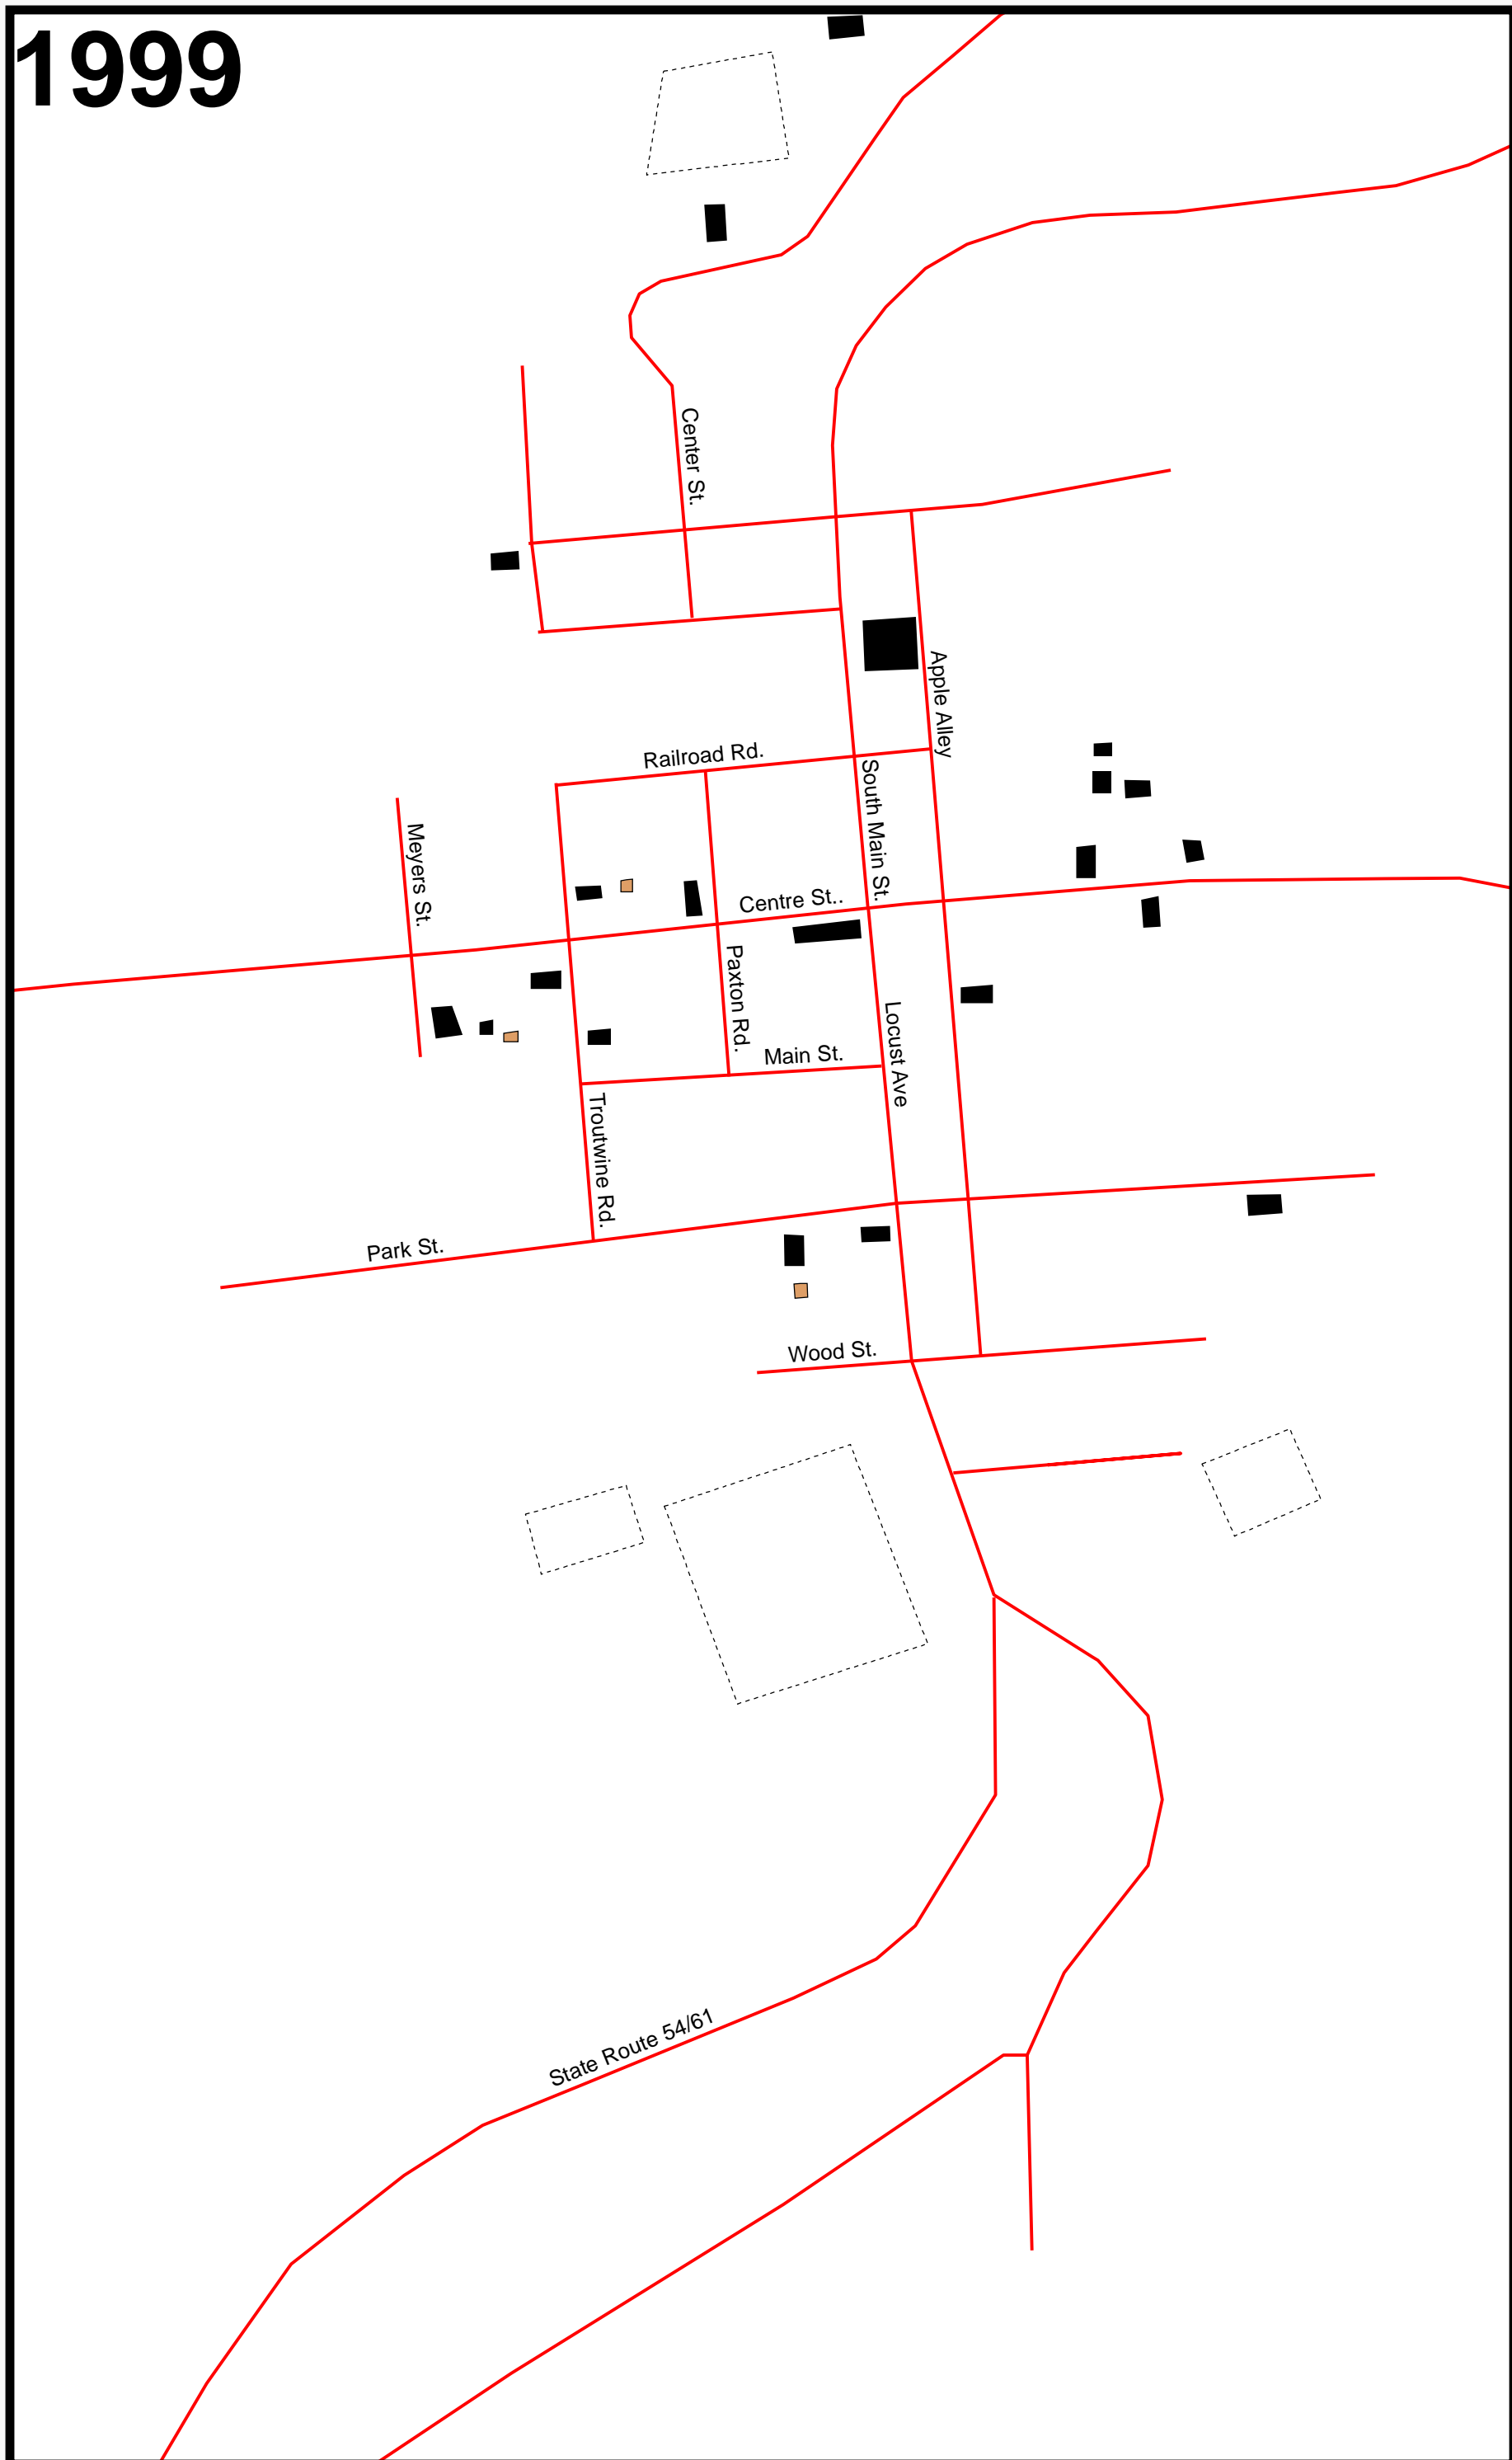 1999
Center St.
Apple Alley
Railroad Rd.
South Main St.
Meyers St.
Centre St..
Paxton Rd.
Locust Ave
Main St.
Troutwine Rd.
Park St.
Wood St.
State Route 54/61